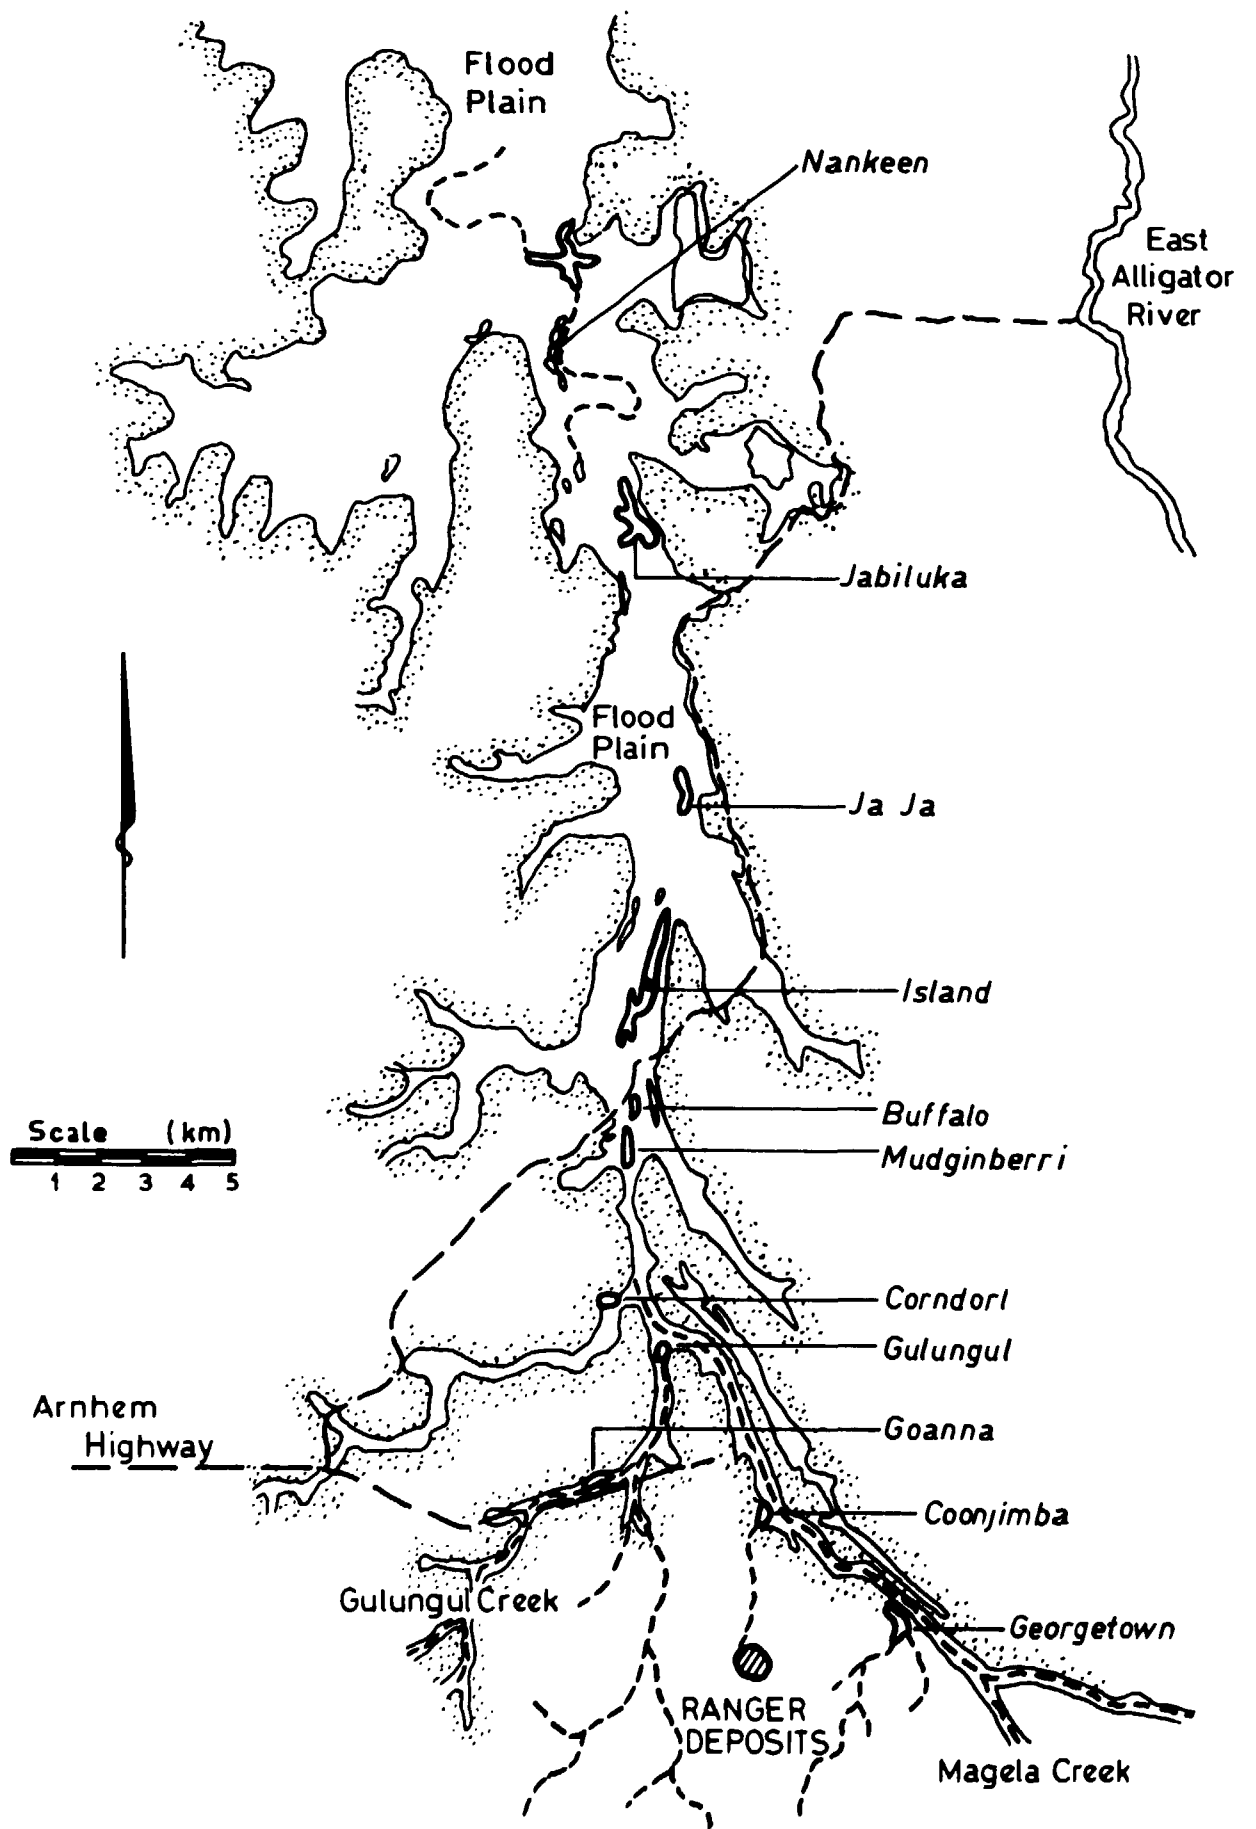 Flood
Plain
Nankeen
East
Alligator
River
Jabiluka
Flood
Plain
Ja Ja
Island
Scale (km)
1 2 3 4 5
Buffalo
Mudginberri
Corndorl
Gulungul
Arnhem
Highway
Goanna
Coonjimba
Gulungul Creek
Georgetown
RANGER
DEPOSITS
Magela Creek